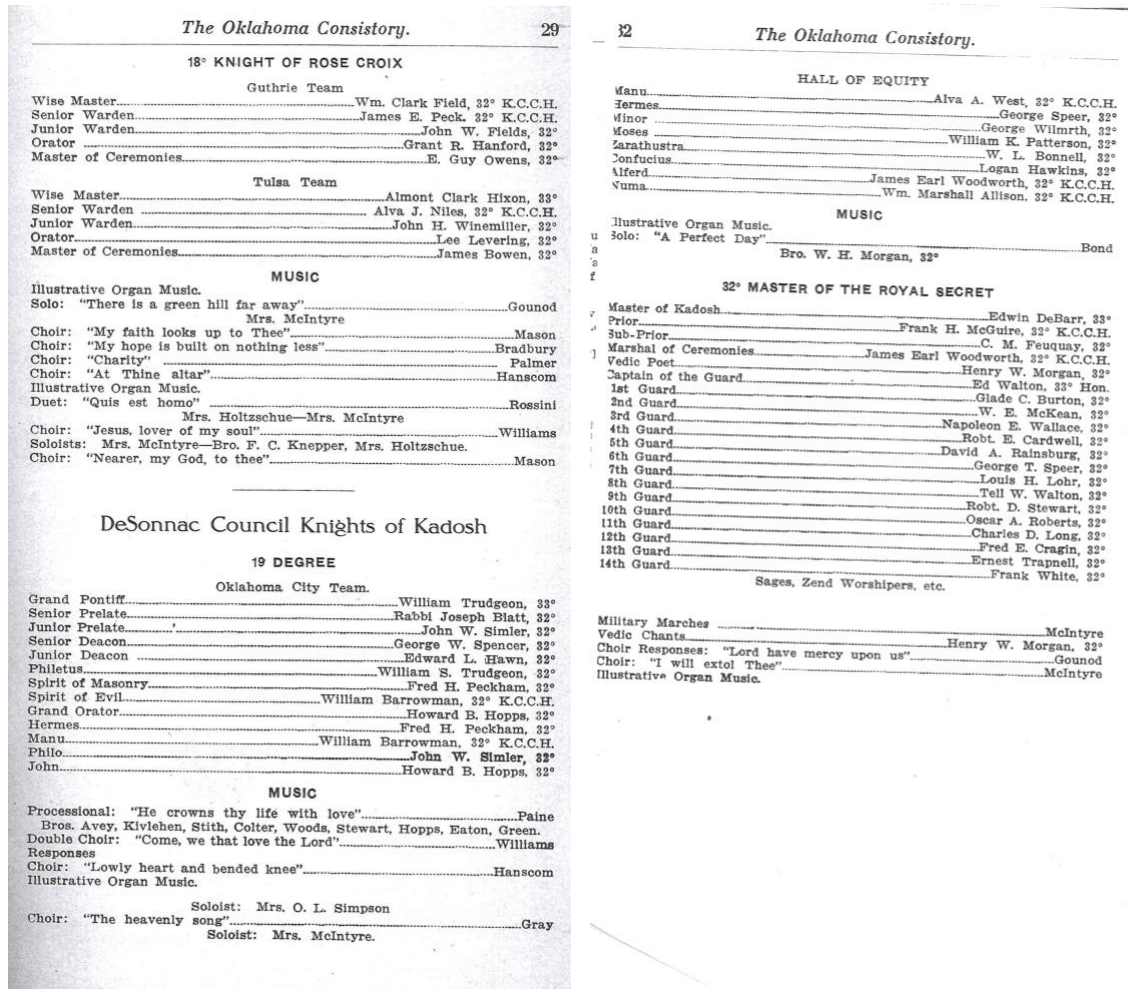 The Oklahoma Consistory. 29
18° KNIGHT OF ROSE CROIX
Guthrie Team
Wise Master Wm. Clark Field, 32° K.C.C.H.
Senior Warden James E. Peck. 32° K.C.C.H.
Junior Warden John W. Fields, 32°
Orator Grant R. Hanford, 32°
Master of Ceremonies E. Guy Owens, 32°
Tulsa Team
Wise Master Almont Clark Hixon, 33°
Senior Warden Alva J. Niles, 32° K.C.C.H.
Junior Warden John H. Winemiller, 32°
Orator Lee Levering, 32°
Master of Ceremonies James Bowen, 32°
MUSIC
Illustrative Organ Music.
Solo: "There is a green hill far away" Gounod
Mrs. McIntyre
Choir: "My faith looks up to Thee" Mason
Choir: "My hope is built on nothing less" Bradbury
Choir: "Charity" Palmer
Choir: "At Thine altar" Hanscom
Illustrative Organ Music.
Duet: "Quis est homo" Rossini
Mrs. Holtzschue—Mrs. McIntyre
Choir: "Jesus, lover of my soul" Williams
Soloists: Mrs. McIntyre—Bro. F. C. Knepper, Mrs. Holtzschue.
Choir: "Nearer, my God, to thee" Mason
DeSonnac Council Knights of Kadosh
19 DEGREE
Oklahoma City Team.
Grand Pontiff William Trudgeon, 33°
Senior Prelate Rabbi Joseph Blatt, 32°
Junior Prelate John W. Simler, 32°
Senior Deacon George W. Spencer, 32°
Junior Deacon Edward L. Hawn, 32°
Philetus William S. Trudgeon, 32°
Spirit of Masonry Fred H. Peckham, 32°
Spirit of Evil William Barrowman, 32° K.C.C.H.
Grand Orator Howard B. Hopps, 32°
Hermes Fred H. Peckham, 32°
Manu William Barrowman, 32° K.C.C.H.
Philo John W. Simler, 32°
John Howard B. Hopps, 32°
MUSIC
Processional: "He crowns thy life with love" Paine
Bros. Avey, Kivlehen, Stith, Colter, Woods, Stewart, Hopps, Eaton, Green.
Double Choir: "Come, we that love the Lord" Williams
Responses
Choir: "Lowly heart and bended knee" Hanscom
Illustrative Organ Music.
Soloist: Mrs. O. L. Simpson
Choir: "The heavenly song" Gray
Soloist: Mrs. McIntyre.
32 The Oklahoma Consistory.
HALL OF EQUITY
Manu Alva A. West, 32° K.C.C.H.
Hermes George Speer, 32°
Minor George Wilmrth, 32°
Moses William K. Patterson, 32°
Zarathustra W. L. Bonnell, 32°
Confucius Logan Hawkins, 32°
Alferd James Earl Woodworth, 32° K.C.C.H.
Numa Wm. Marshall Allison, 32° K.C.C.H.
MUSIC
Illustrative Organ Music.
Solo: "A Perfect Day" Bond
Bro. W. H. Morgan, 32°
32° MASTER OF THE ROYAL SECRET
Master of Kadosh Edwin DeBarr, 33°
Prior Frank H. McGuire, 32° K.C.C.H.
Sub-Prior C. M. Feuquay, 32°
Marshal of Ceremonies James Earl Woodworth, 32° K.C.C.H.
Vedic Poet Henry W. Morgan, 32°
Captain of the Guard Ed Walton, 33° Hon.
1st Guard Glade C. Burton, 32°
2nd Guard W. E. McKean, 32°
3rd Guard Napoleon E. Wallace, 32°
4th Guard Robt. E. Cardwell, 32°
5th Guard David A. Rainsburg, 32°
6th Guard George T. Speer, 32°
7th Guard Louis H. Lohr, 32°
8th Guard Tell W. Walton, 32°
9th Guard Robt. D. Stewart, 32°
10th Guard Oscar A. Roberts, 32°
11th Guard Charles D. Long, 32°
12th Guard Fred E. Cragin, 32°
13th Guard Ernest Trapnell, 32°
14th Guard Frank White, 32°
Sages, Zend Worshipers, etc.
Military Marches McIntyre
Vedic Chants Henry W. Morgan, 32°
Choir Responses: "Lord have mercy upon us" Gounod
Choir: "I will extol Thee" McIntyre
Illustrative Organ Music.